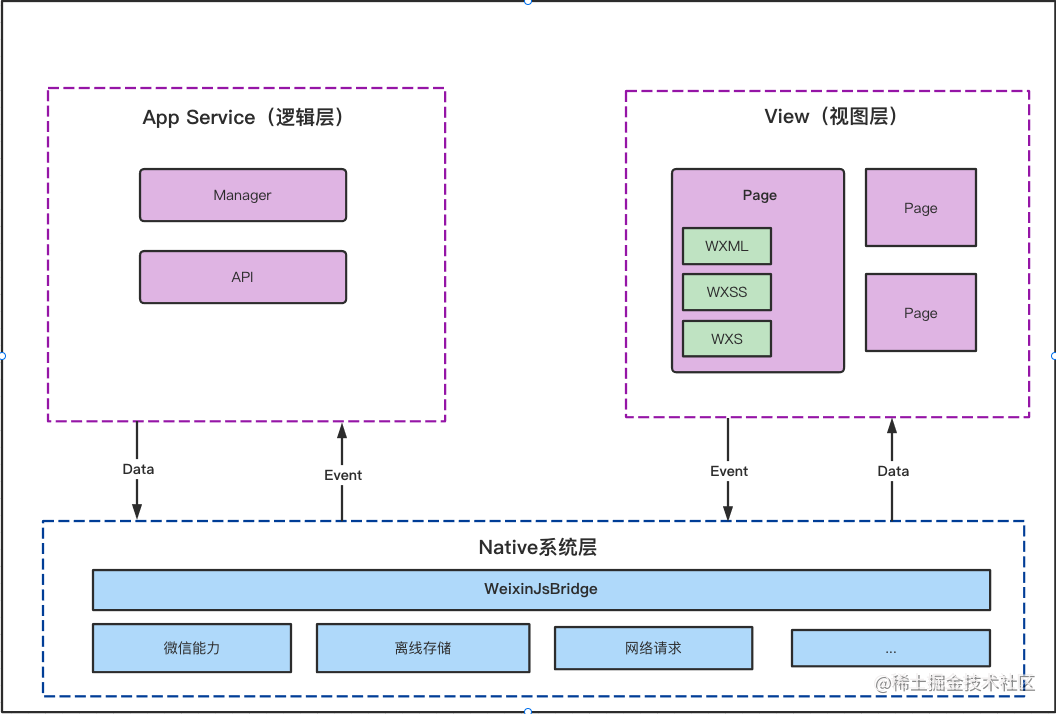 App Service（逻辑层）
Manager
API
View（视图层）
Page
WXML
WXSS
WXS
Page
Page
Data
Event
Event
Data
Native系统层
WeixinJsBridge
微信能力
离线存储
网络请求
...
@稀土掘金技术社区